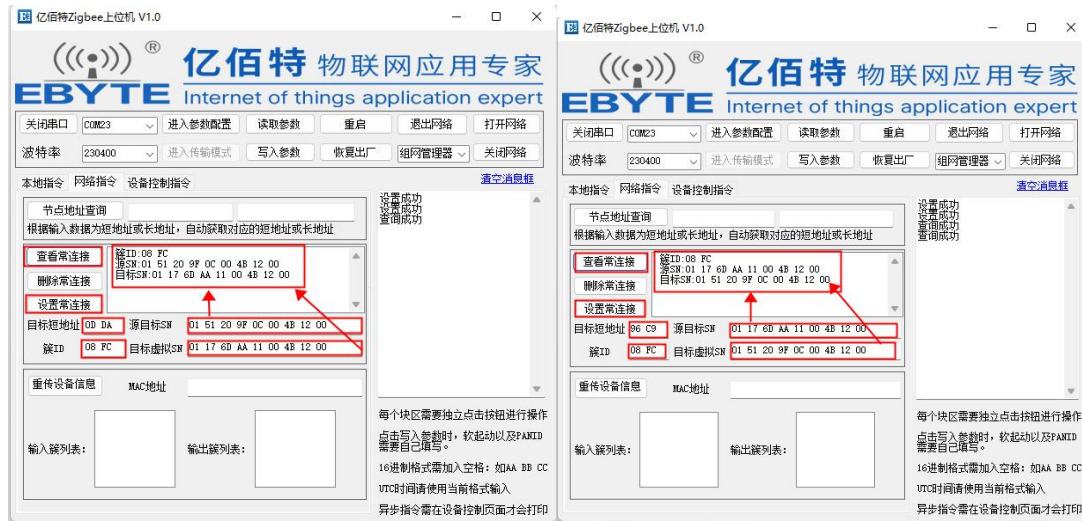 亿佰特Zigbee上位机 V1.0
®
亿佰特 物联网应用专家
EBYTE Internet of things application expert
关闭串口 COM23 进入参数配置 读取参数 重启 退出网络 打开网络
波特率 230400 进入传输模式 写入参数 恢复出厂 组网管理器 关闭网络
本地指令 网络指令 设备控制指令 清空消息框
设置成功
设置成功
查询成功
节点地址查询
根据输入数据为短地址或长地址，自动获取对应的短地址或长地址
查看常连接
簇ID:08 FC
源SN:01 51 20 9F 0C 00 4B 12 00
目标SN:01 17 6D AA 11 00 4B 12 00
删除常连接
设置常连接
目标短地址 0D DA 源目标SN 01 51 20 9F 0C 00 4B 12 00
簇ID 08 FC 目标虚拟SN 01 17 6D AA 11 00 4B 12 00
重传设备信息 MAC地址
输入簇列表: 输出簇列表:
每个块区需要独立点击按钮进行操作
点击写入参数时，软起动以及PANID
需要自己填写。
16进制格式需加入空格: 如AA BB CC
UTC时间请使用当前格式输入
异步指令需在设备控制页面才会打印
亿佰特Zigbee上位机 V1.0
®
亿佰特 物联网应用专家
EBYTE Internet of things application expert
关闭串口 COM23 进入参数配置 读取参数 重启 退出网络 打开网络
波特率 230400 进入传输模式 写入参数 恢复出厂 组网管理器 关闭网络
本地指令 网络指令 设备控制指令 清空消息框
设置成功
设置成功
查询成功
查询成功
节点地址查询
根据输入数据为短地址或长地址，自动获取对应的短地址或长地址
查看常连接
簇ID:08 FC
源SN:01 17 6D AA 11 00 4B 12 00
目标SN:01 51 20 9F 0C 00 4B 12 00
删除常连接
设置常连接
目标短地址 96 C9 源目标SN 01 17 6D AA 11 00 4B 12 00
簇ID 08 FC 目标虚拟SN 01 51 20 9F 0C 00 4B 12 00
重传设备信息 MAC地址
输入簇列表: 输出簇列表:
每个块区需要独立点击按钮进行操作
点击写入参数时，软起动以及PANID
需要自己填写。
16进制格式需加入空格: 如AA BB CC
UTC时间请使用当前格式输入
异步指令需在设备控制页面才会打印